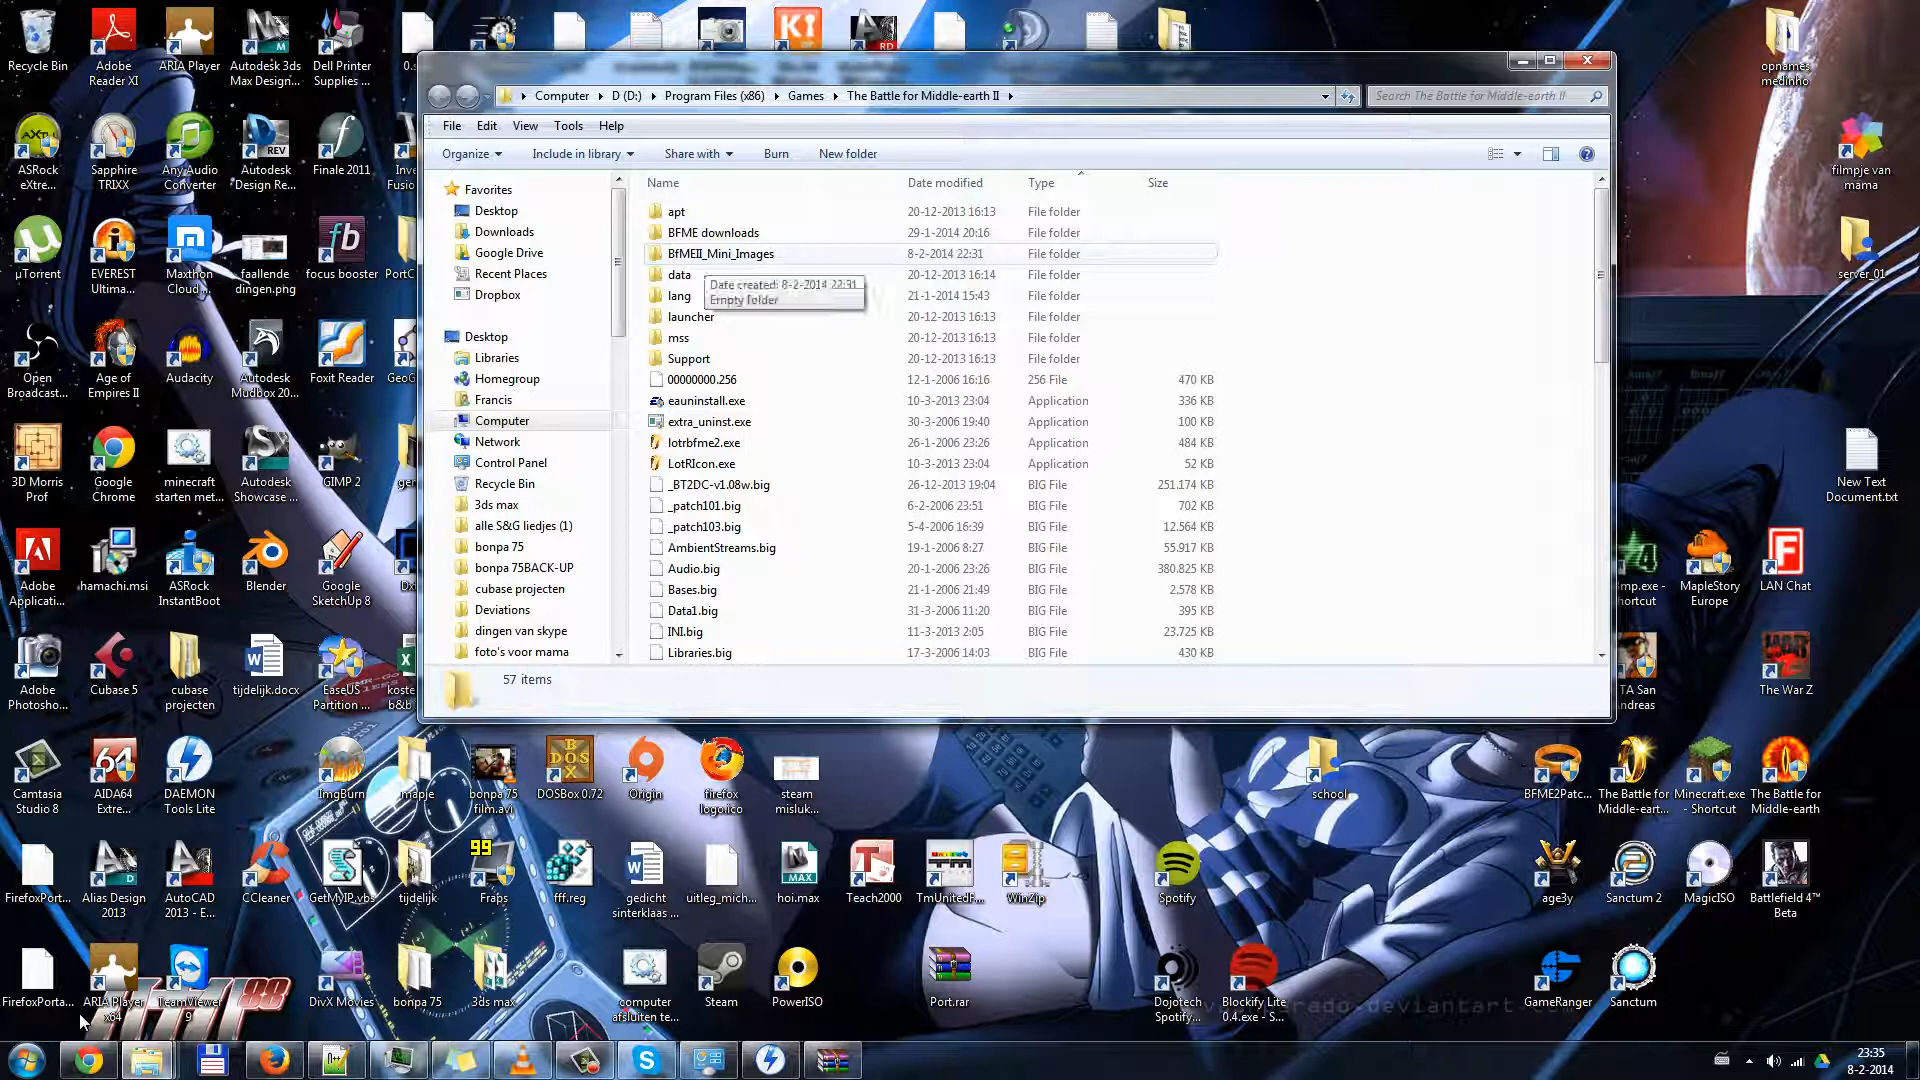 Recycle Bin
Adobe
Reader XI
ARIA Player
Autodesk 3ds
Max Design...
Dell Printer
Supplies ...
opnames
medinho
Computer
D (D:)
Program Files (x86)
Games
The Battle for Middle-earth II
Search The Battle for Middle-earth II
File
Edit
View
Tools
Help
Organize
Include in library
Share with
Burn
New folder
Favorites
Desktop
Downloads
Google Drive
Recent Places
Dropbox
Desktop
Libraries
Homegroup
Francis
Computer
Network
Control Panel
Recycle Bin
3ds max
alle S&G liedjes (1)
bonpa 75
bonpa 75BACK-UP
cubase projecten
Deviations
dingen van skype
foto's voor mama
Name Date modified Type Size
apt 20-12-2013 16:13 File folder
BFME downloads 29-1-2014 20:16 File folder
BfMEII_Mini_Images 8-2-2014 22:31 File folder
data 20-12-2013 16:14 File folder
Date created: 8-2-2014 22:31
Empty folder
lang 21-1-2014 15:43 File folder
launcher 20-12-2013 16:13 File folder
mss 20-12-2013 16:13 File folder
Support 20-12-2013 16:13 File folder
00000000.256 12-1-2006 16:16 256 File 470 KB
eauninstall.exe 10-3-2013 23:04 Application 336 KB
extra_uninst.exe 30-3-2006 19:40 Application 100 KB
lotrbfme2.exe 26-1-2006 23:26 Application 484 KB
LotRIcon.exe 10-3-2013 23:04 Application 52 KB
_BT2DC-v1.08w.big 26-12-2013 19:04 BIG File 251.174 KB
_patch101.big 6-2-2006 23:51 BIG File 702 KB
_patch103.big 5-4-2006 16:39 BIG File 12.564 KB
AmbientStreams.big 19-1-2006 8:27 BIG File 55.917 KB
Audio.big 20-1-2006 23:26 BIG File 380.825 KB
Bases.big 21-1-2006 21:49 BIG File 2.578 KB
Data1.big 31-3-2006 11:20 BIG File 395 KB
INI.big 11-3-2013 2:05 BIG File 23.725 KB
Libraries.big 17-3-2006 14:03 BIG File 430 KB
57 items
ASRock
eXtre...
Sapphire
TRIXX
Any Audio
Converter
Autodesk
Design Re...
Finale 2011
filmpje van
mama
µTorrent
EVEREST
Ultima...
Maxthon
Cloud ...
faallende
dingen.png
focus booster
server_01
Open
Broadcast...
Age of
Empires II
Audacity
Autodesk
Mudbox 20...
Foxit Reader
3D Morris
Prof
Google
Chrome
minecraft
starten met...
Autodesk
Showcase ...
GIMP 2
New Text
Document.txt
Adobe
Applicati...
hamachi.msi
ASRock
InstantBoot
Blender
Google
SketchUp 8
MapleStory
Europe
LAN Chat
Adobe
Photosho...
Cubase 5
cubase
projecten
tijdelijk.docx
EaseUS
Partition ...
The War Z
Camtasia
Studio 8
AIDA64
Extre...
DAEMON
Tools Lite
ImgBurn
mapje
bonpa 75
film.avi
DOSBox 0.72
Origin
firefox
logo.ico
steam
misluk...
school
BFME2Patc...
The Battle for
Middle-eart...
Minecraft.exe
- Shortcut
The Battle for
Middle-earth
FirefoxPort...
Alias Design
2013
AutoCAD
2013 - E...
CCleaner
GetMyIP.vbs
tijdelijk
Fraps
fff.reg
gedicht
sinterklaas ...
uitleg_mich...
hoi.max
Teach2000
TmUnitedF...
WinZip
Spotify
age3y
Sanctum 2
MagicISO
Battlefield 4™
Beta
FirefoxPorta...
ARIA Player
x64
TeamViewer
9
DivX Movies
bonpa 75
3ds max
computer
afsluiten te...
Steam
PowerISO
Port.rar
Dojotech
Spotify...
Blockify Lite
0.4.exe - S...
GameRanger
Sanctum
23:35
8-2-2014